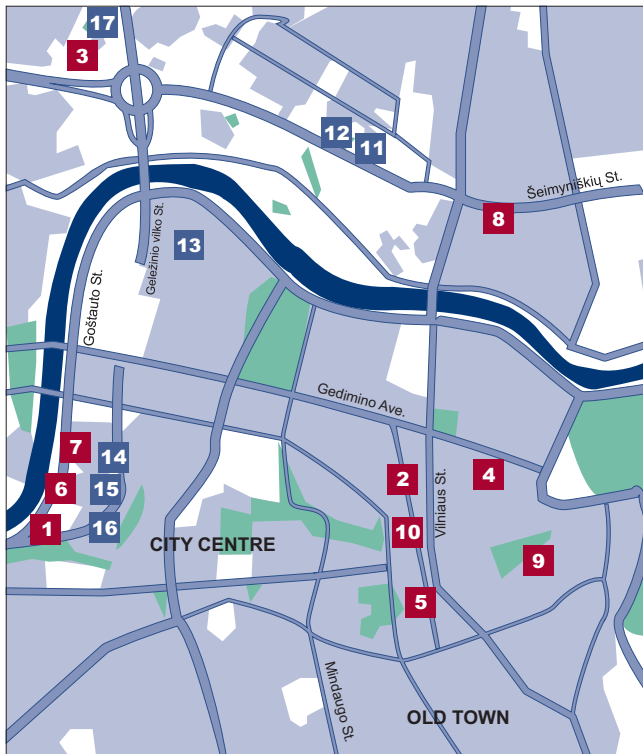 17
3
12
11
Šeimyniškių St.
8
13
Geležinio vilko St.
Goštauto St.
Gedimino Ave.
7
14
2
4
6
15
Vilniaus St.
1
16
10
CITY CENTRE
9
5
Mindaugo St.
OLD TOWN